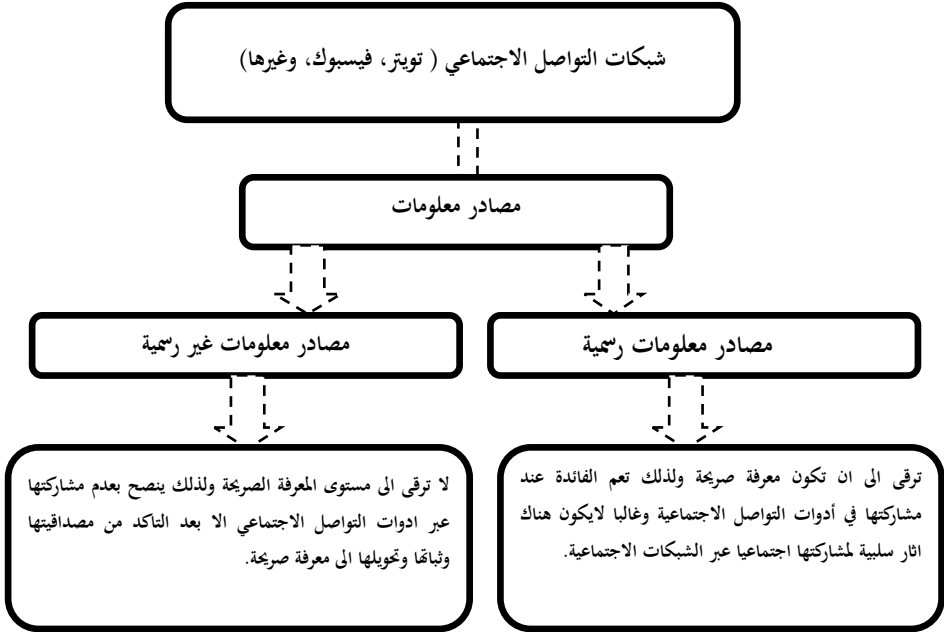 شبكات التواصل الاجتماعي ( تويتر، فيسبوك، وغيرها)
مصادر معلومات
مصادر معلومات رسمية
مصادر معلومات غير رسمية
ترقى الى ان تكون معرفة صريحة ولذلك تعم الفائدة عند
مشاركتها في أدوات التواصل الاجتماعية وغالبا لايكون هناك
اثار سلبية لمشاركتها اجتماعيا عبر الشبكات الاجتماعية.
لا ترقى الى مستوى المعرفة الصريحة ولذلك ينصح بعدم مشاركتها
عبر ادوات التواصل الاجتماعي الا بعد التاكد من مصداقيتها
وثباتها وتحويلها الى معرفة صريحة.